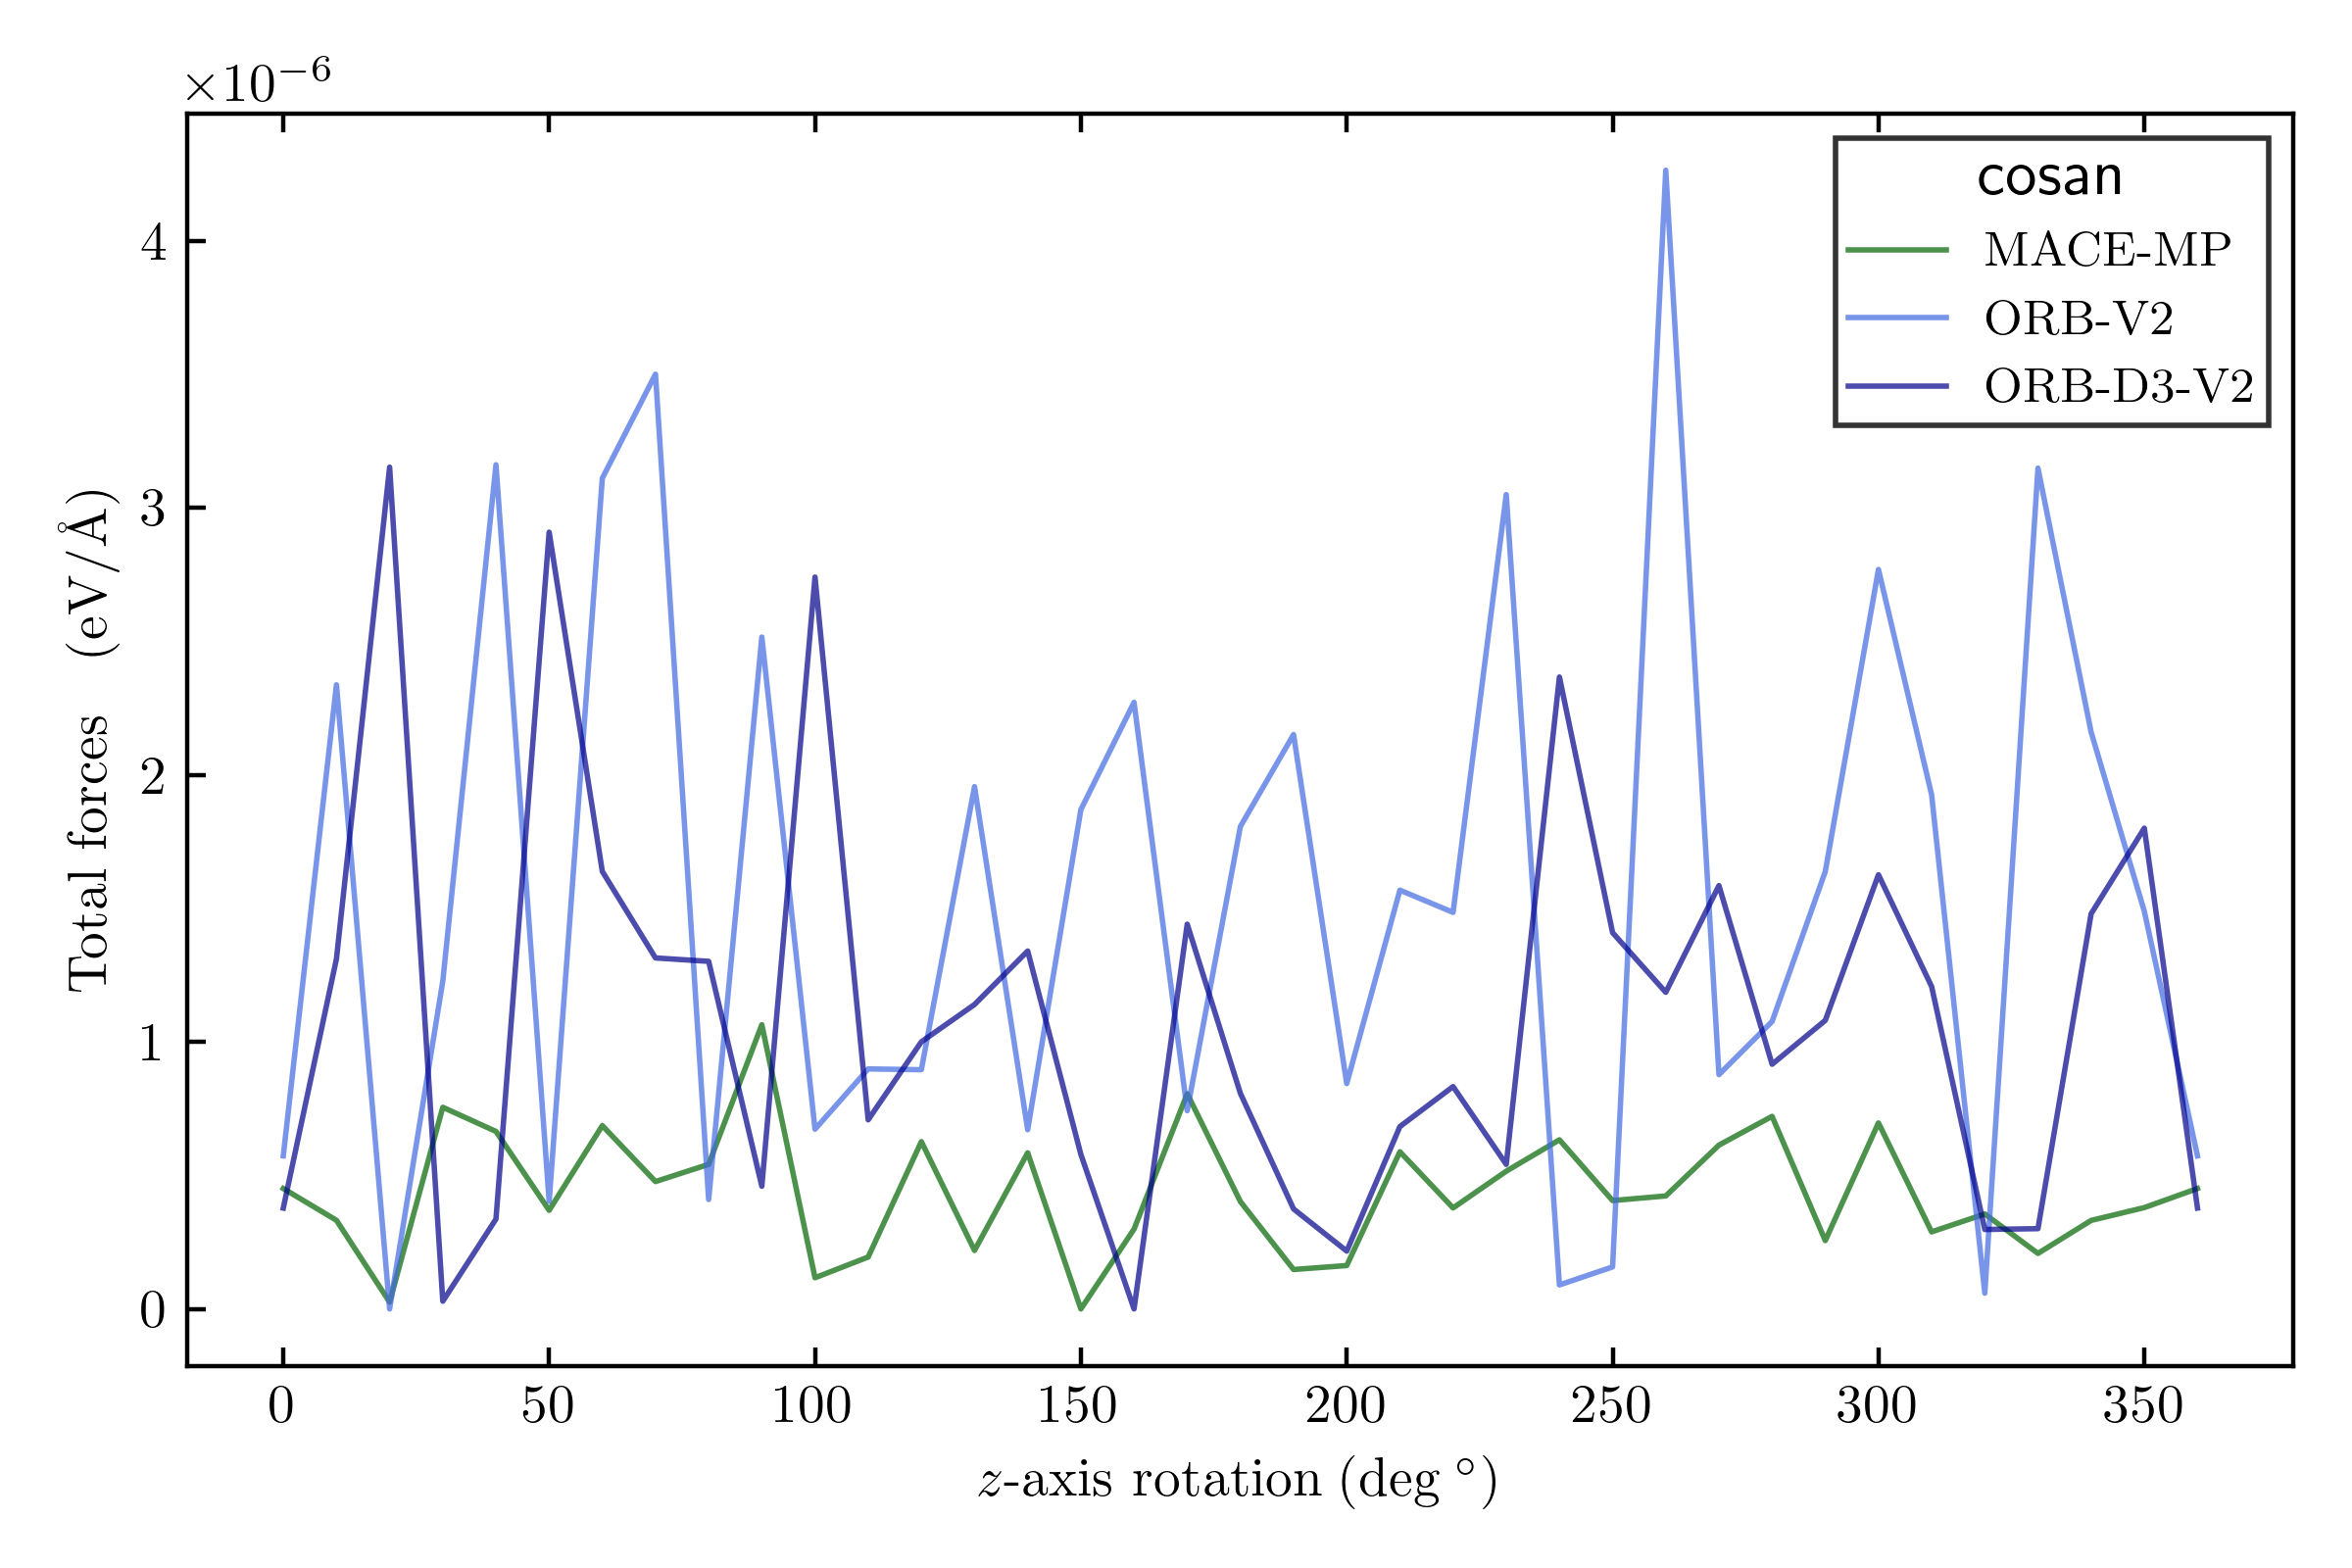 ×10⁻⁶
cosan
MACE-MP
ORB-V2
ORB-D3-V2
4
3
2
1
0
Total forces (eV/Å)
0 50 100 150 200 250 300 350
z-axis rotation (deg °)